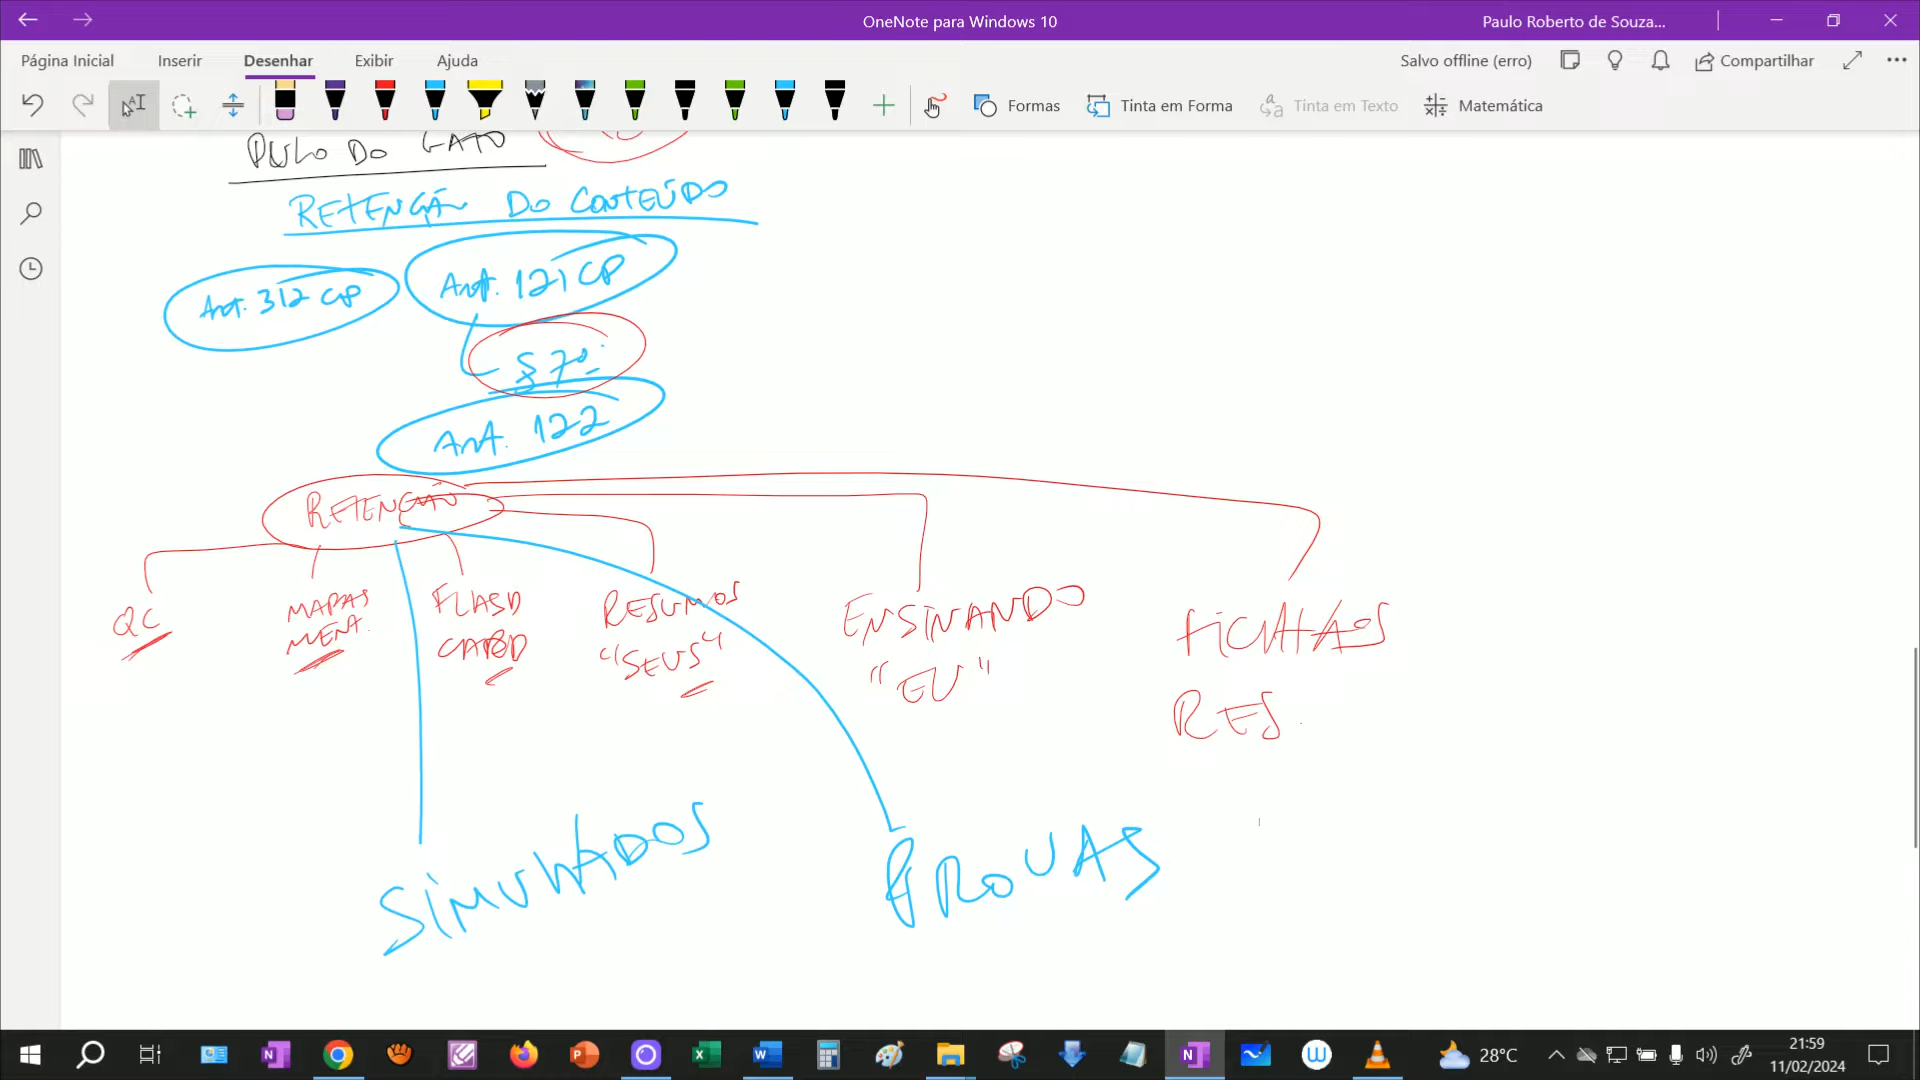 OneNote para Windows 10
Paulo Roberto de Souza...
Página Inicial Inserir Desenhar Exibir Ajuda
Salvo offline (erro) Compartilhar
Formas Tinta em Forma Tinta em Texto Matemática
PULO DO GATO
RETENÇÃO DO CONTEÚDO
Art. 312 CP
Art. 121 CP
§ 7º
Art. 122
RETENÇÃO
QC
MAPAS
MENT.
FLASD
CARD
RESUMOS
"SEUS"
ENSINANDO
"EU"
FICHAS
RES.
SIMULADOS
PROVAS
28°C
21:59
11/02/2024